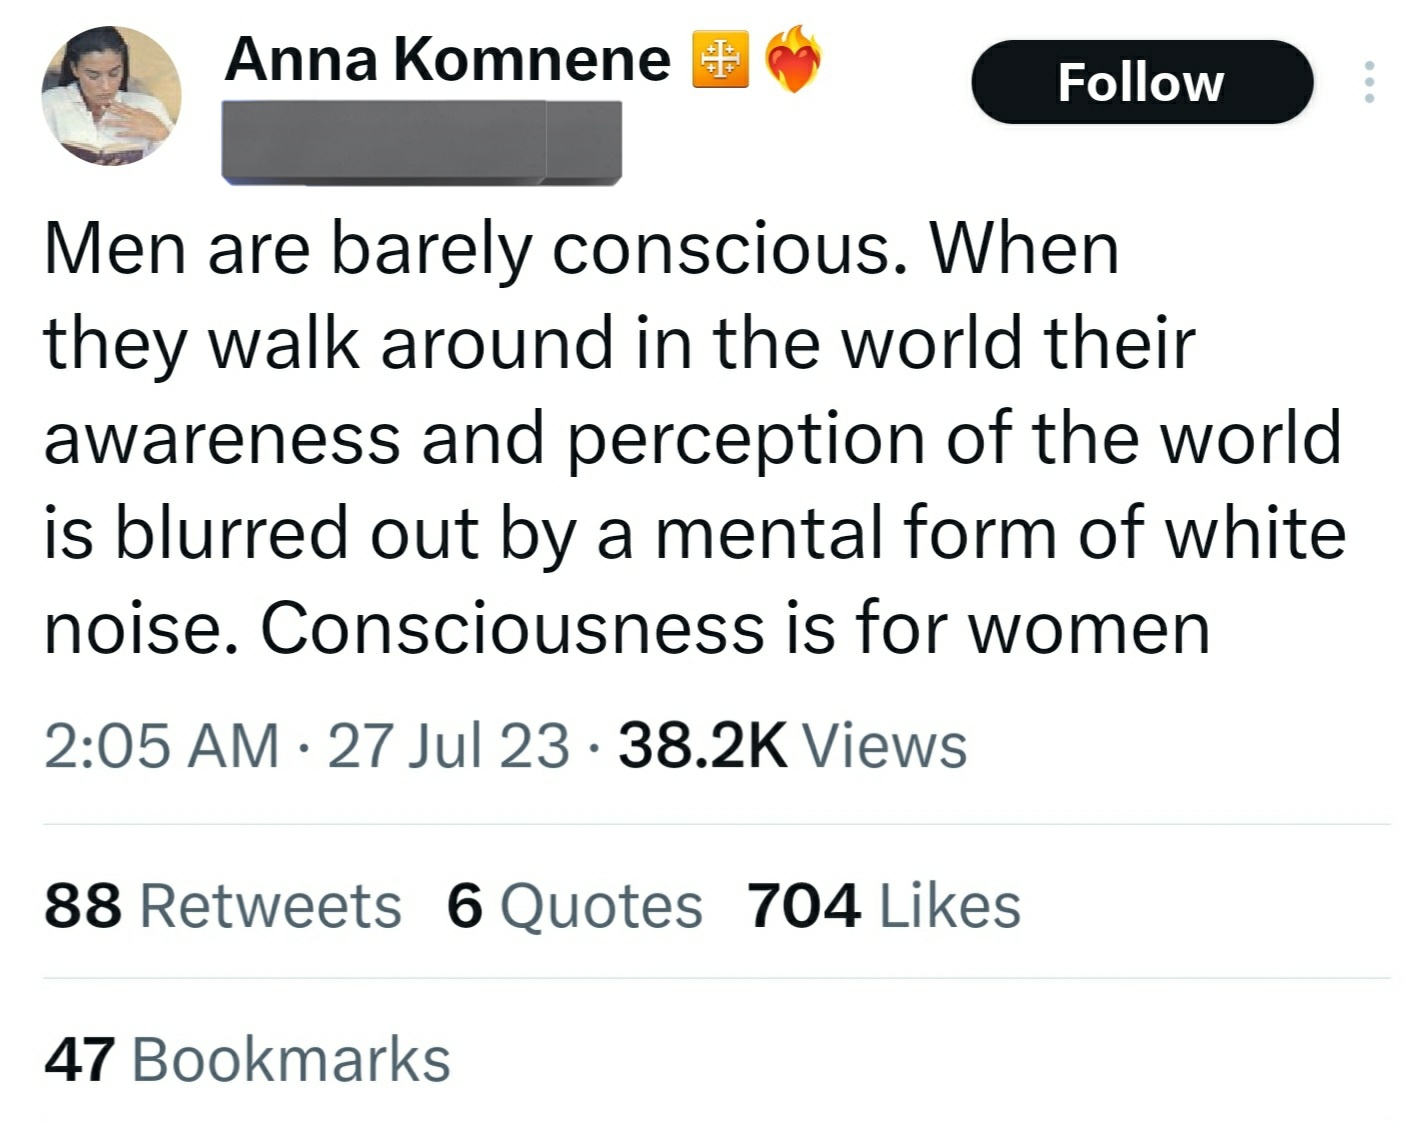 Anna Komnene
Follow
Men are barely conscious. When
they walk around in the world their
awareness and perception of the world
is blurred out by a mental form of white
noise. Consciousness is for women
2:05 AM · 27 Jul 23 · 38.2K Views
88 Retweets 6 Quotes 704 Likes
47 Bookmarks